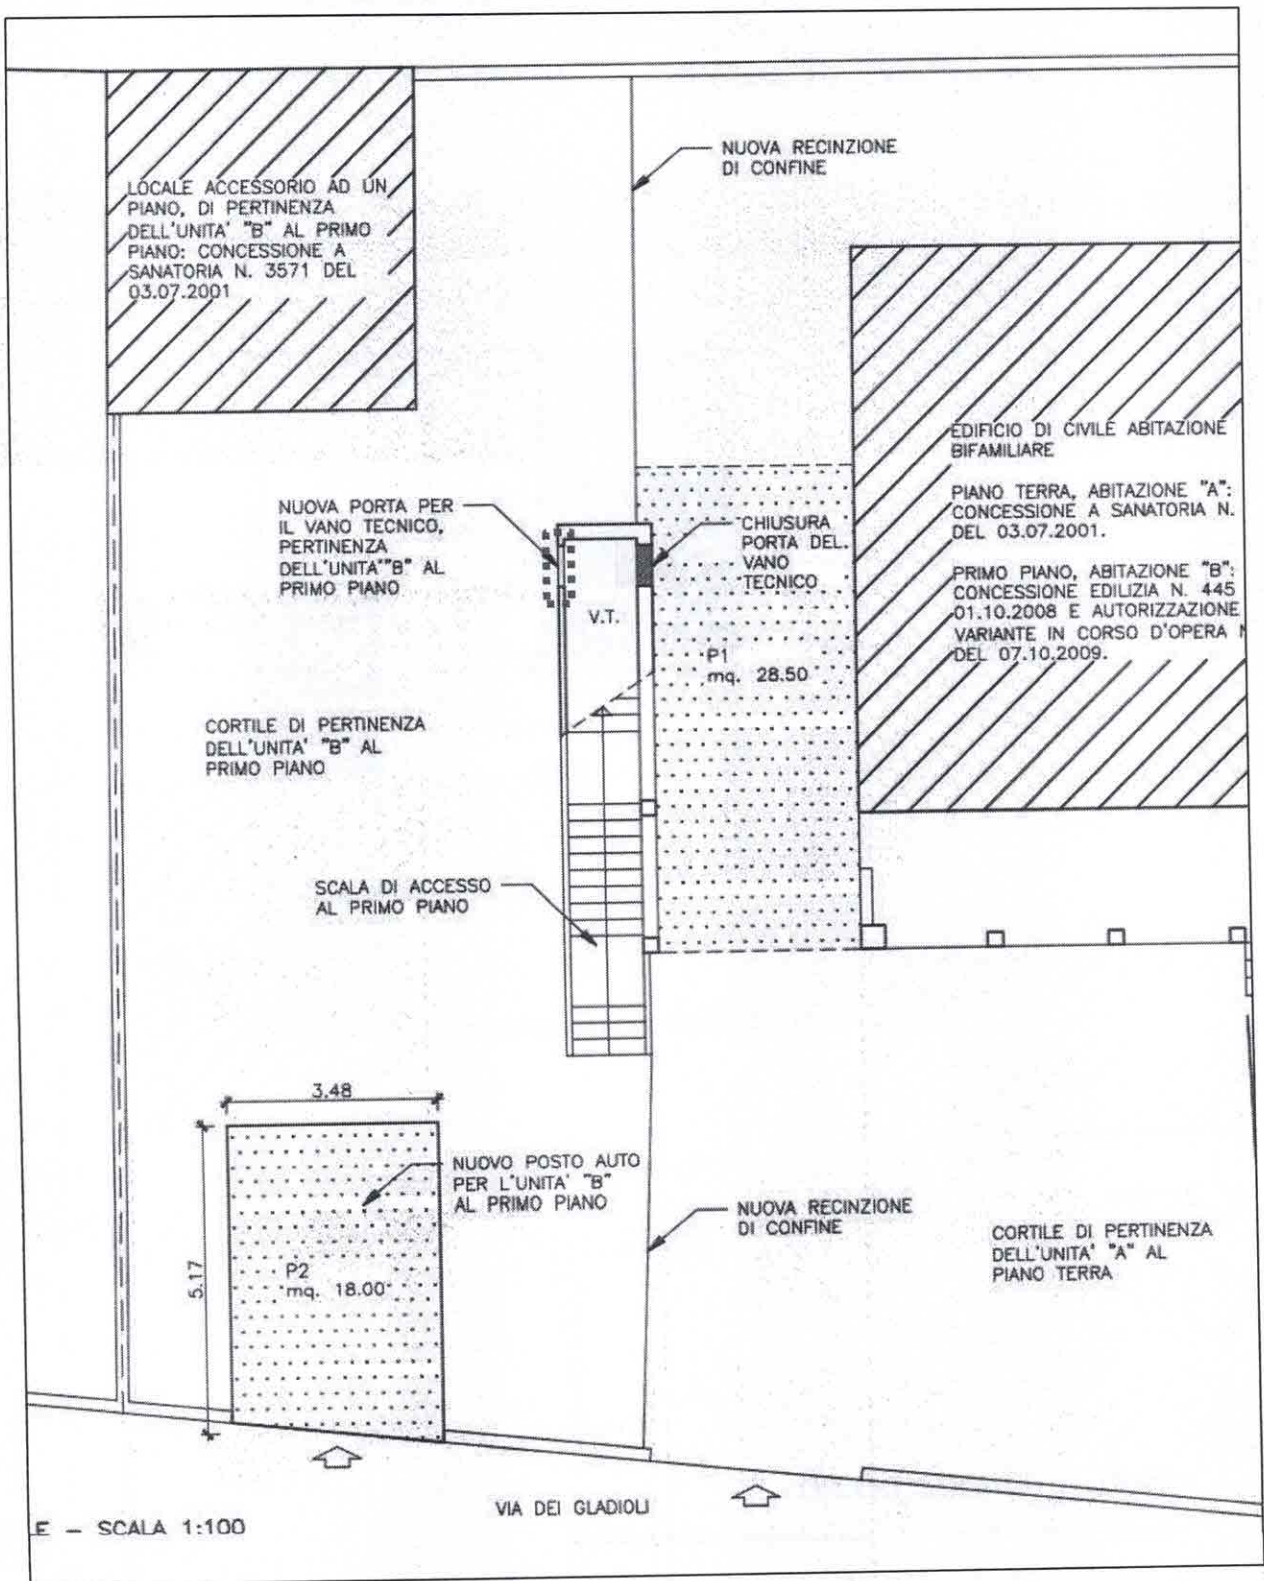 NUOVA RECINZIONE
DI CONFINE
LOCALE ACCESSORIO AD UN
PIANO, DI PERTINENZA
DELL'UNITA' "B" AL PRIMO
PIANO: CONCESSIONE A
SANATORIA N. 3571 DEL
03.07.2001
EDIFICIO DI CIVILE ABITAZIONE
BIFAMILIARE
PIANO TERRA, ABITAZIONE "A":
CONCESSIONE A SANATORIA N.
DEL 03.07.2001.
PRIMO PIANO, ABITAZIONE "B":
CONCESSIONE EDILIZIA N. 445
01.10.2008 E AUTORIZZAZIONE
VARIANTE IN CORSO D'OPERA
DEL 07.10.2009.
NUOVA PORTA PER
IL VANO TECNICO,
PERTINENZA
DELL'UNITA' "B" AL
PRIMO PIANO
CHIUSURA
PORTA DEL
VANO
TECNICO
V.T.
P1
mq. 28.50
CORTILE DI PERTINENZA
DELL'UNITA' "B" AL
PRIMO PIANO
SCALA DI ACCESSO
AL PRIMO PIANO
3.48
5.17
NUOVO POSTO AUTO
PER L'UNITA' "B"
AL PRIMO PIANO
P2
mq. 18.00
NUOVA RECINZIONE
DI CONFINE
CORTILE DI PERTINENZA
DELL'UNITA' "A" AL
PIANO TERRA
VIA DEI GLADIOLI
E – SCALA 1:100